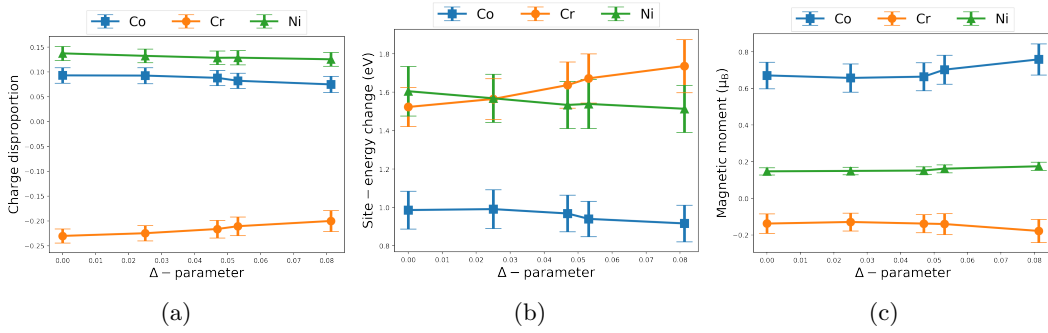 Co Cr Ni
Charge disproportion
0.15
0.10
0.05
0.00
−0.05
−0.10
−0.15
−0.20
−0.25
0.00 0.01 0.02 0.03 0.04 0.05 0.06 0.07 0.08
Δ − parameter
(a)
Co Cr Ni
Site − energy change (eV)
1.8
1.6
1.4
1.2
1.0
0.8
0.00 0.01 0.02 0.03 0.04 0.05 0.06 0.07 0.08
Δ − parameter
(b)
Co Cr Ni
Magnetic moment (μB)
0.8
0.6
0.4
0.2
0.0
−0.2
0.00 0.01 0.02 0.03 0.04 0.05 0.06 0.07 0.08
Δ − parameter
(c)